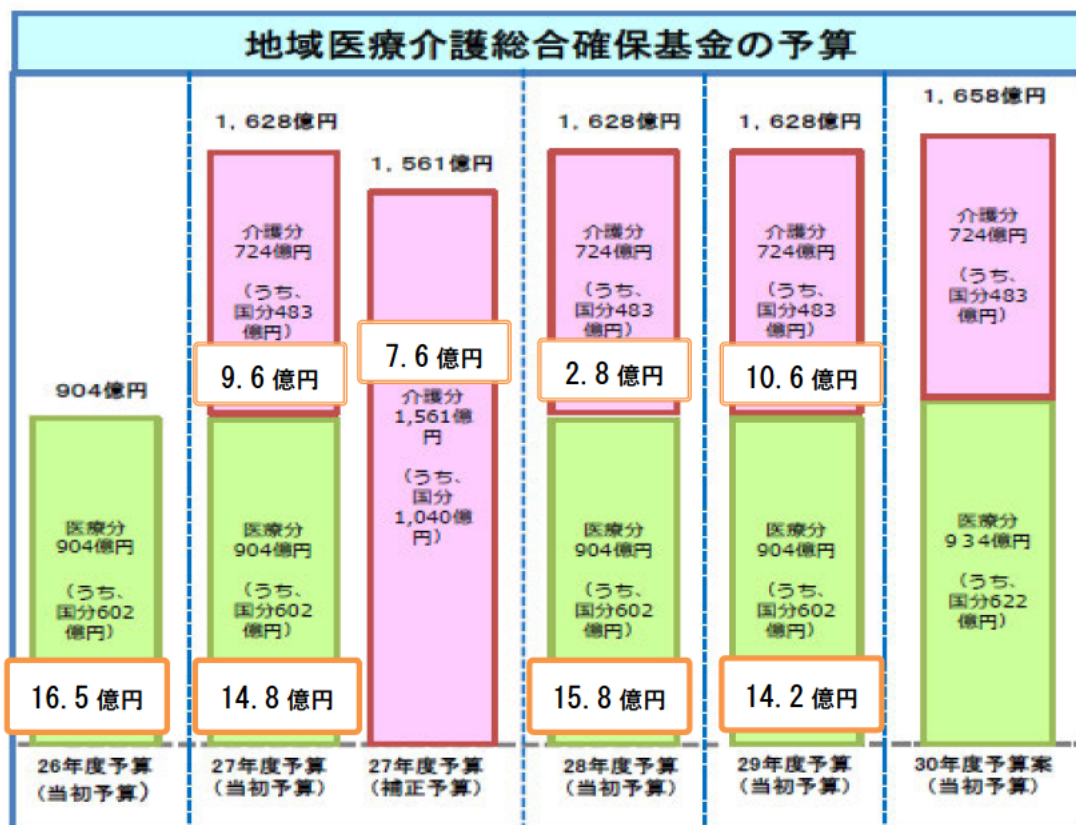 地域医療介護総合確保基金の予算
904億円
医療分
904億円
（うち、
国分602
億円）
16.5 億円
26年度予算
（当初予算）
1，628億円
介護分
724億円
（うち、
国分483
億円）
9.6 億円
医療分
904億円
（うち、
国分602
億円）
14.8 億円
27年度予算
（当初予算）
1，561億円
7.6 億円
介護分
1,561億
円
（うち、
国分
1,040億
円）
27年度予算
（補正予算）
1，628億円
介護分
724億円
（うち、
国分483
億円）
2.8 億円
医療分
904億円
（うち、
国分602
億円）
15.8 億円
28年度予算
（当初予算）
1，628億円
介護分
724億円
（うち、
国分483
億円）
10.6 億円
医療分
904億円
（うち、
国分602
億円）
14.2 億円
29年度予算
（当初予算）
1，658億円
介護分
724億円
（うち、
国分483
億円）
医療分
９３４億円
（うち、
国分622
億円）
30年度予算案
（当初予算）